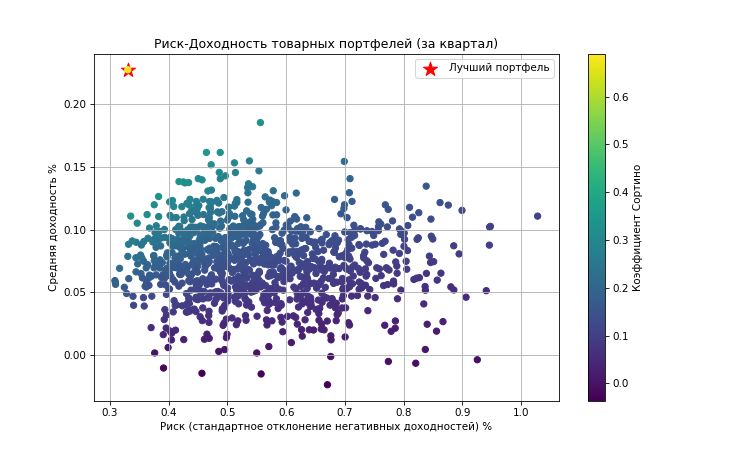 Риск-Доходность товарных портфелей (за квартал)
Лучший портфель
Средняя доходность %
0.20
0.15
0.10
0.05
0.00
0.3 0.4 0.5 0.6 0.7 0.8 0.9 1.0
Риск (стандартное отклонение негативных доходностей) %
0.6
0.5
0.4
0.3
0.2
0.1
0.0
Коэффициент Сортино